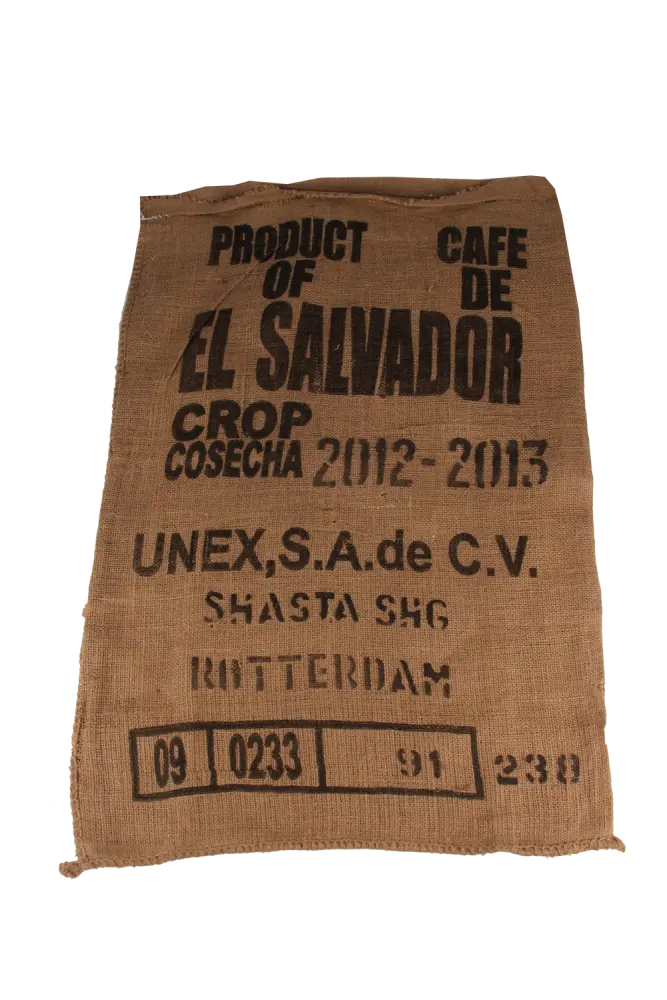 PRODUCT CAFE
OF DE
EL SALVADOR
CROP
COSECHA 2012-2013
UNEX,S.A.de C.V.
SHASTA SHG
ROTTERDAM
09 0233 91 238